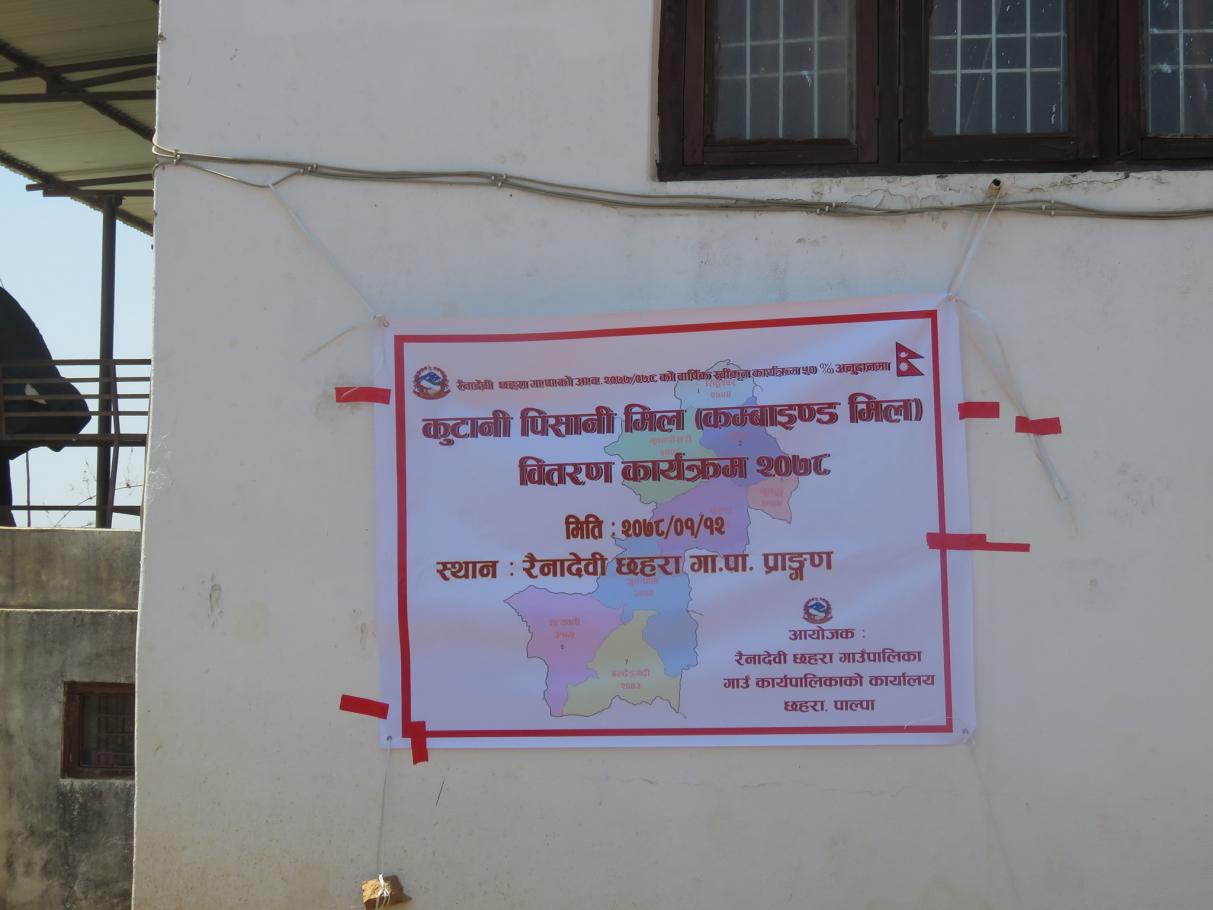 रैनादेवी छहरा गा.पा.को आ.ब. २०७७/०७८ को वार्षिक स्वीकृत कार्यक्रम ५० % अनुदानमा
कुटानी पिसानी मिल (कम्बाइण्ड मिल)
वितरण कार्यक्रम २०७८
मिति : २०७८/०१/१२
स्थान : रैनादेवी छहरा गा.पा. प्राङ्गण
आयोजक :
रैनादेवी छहरा गाउँपालिका
गाउँ कार्यपालिकाको कार्यालय
छहरा, पाल्पा